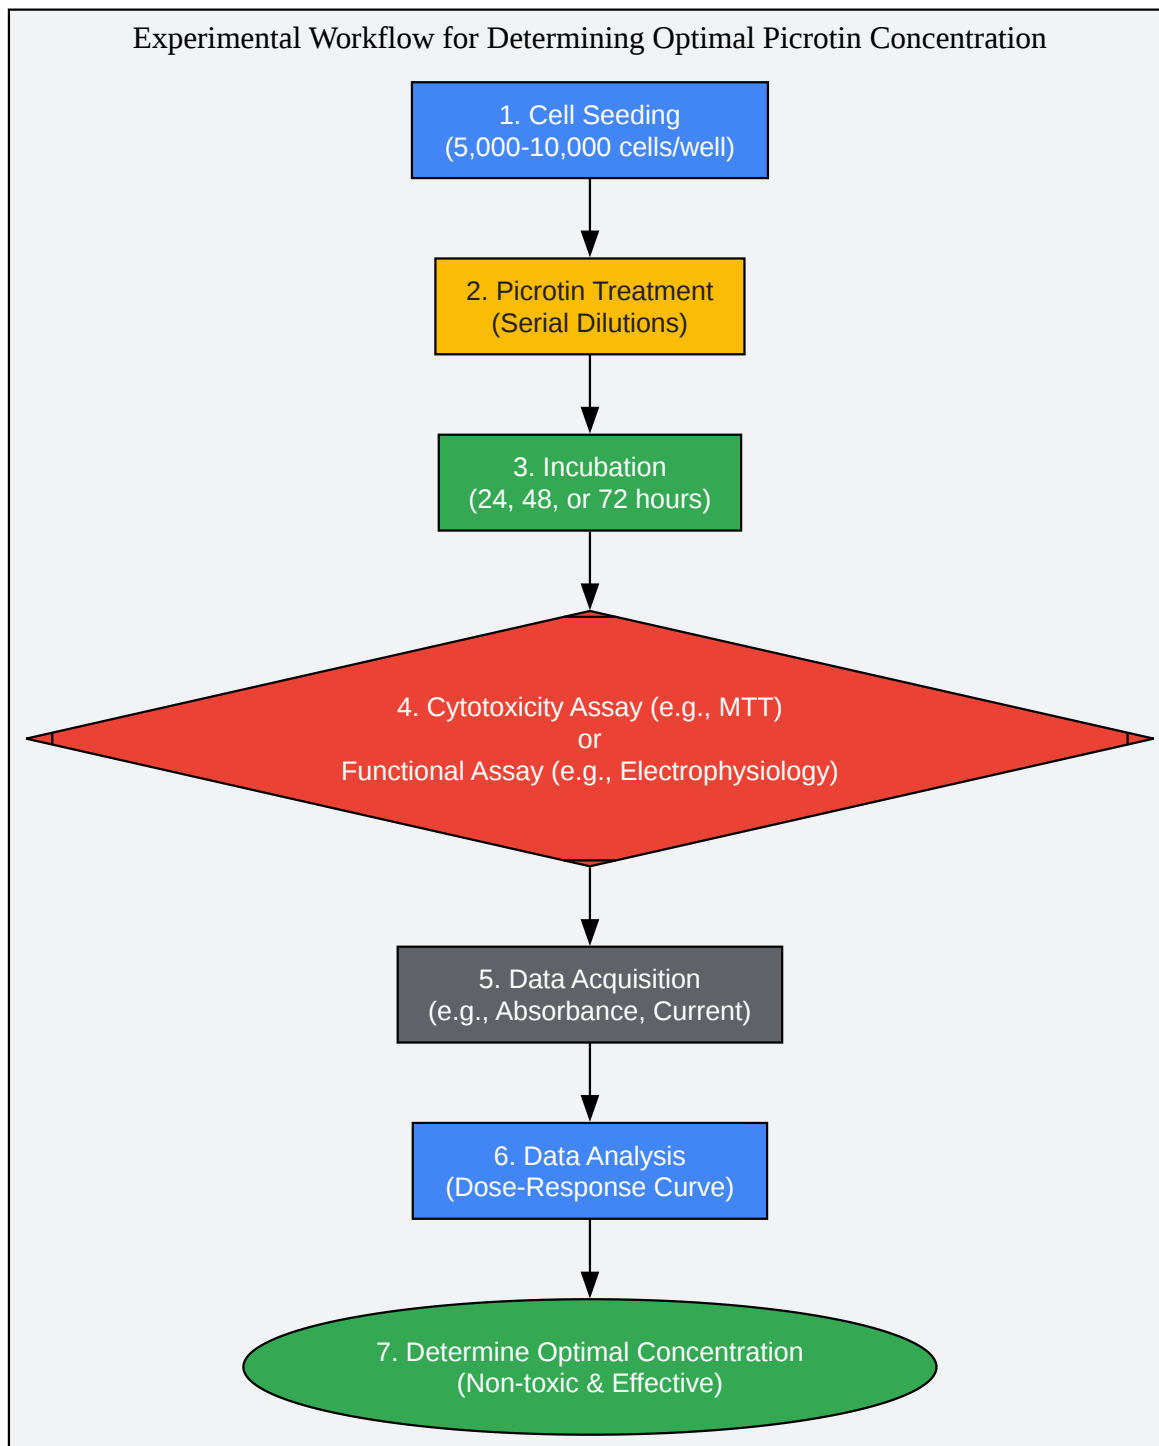 Experimental Workflow for Determining Optimal Picrotin Concentration
1. Cell Seeding
(5,000-10,000 cells/well)
2. Picrotin Treatment
(Serial Dilutions)
3. Incubation
(24, 48, or 72 hours)
4. Cytotoxicity Assay (e.g., MTT)
or
Functional Assay (e.g., Electrophysiology)
5. Data Acquisition
(e.g., Absorbance, Current)
6. Data Analysis
(Dose-Response Curve)
7. Determine Optimal Concentration
(Non-toxic & Effective)